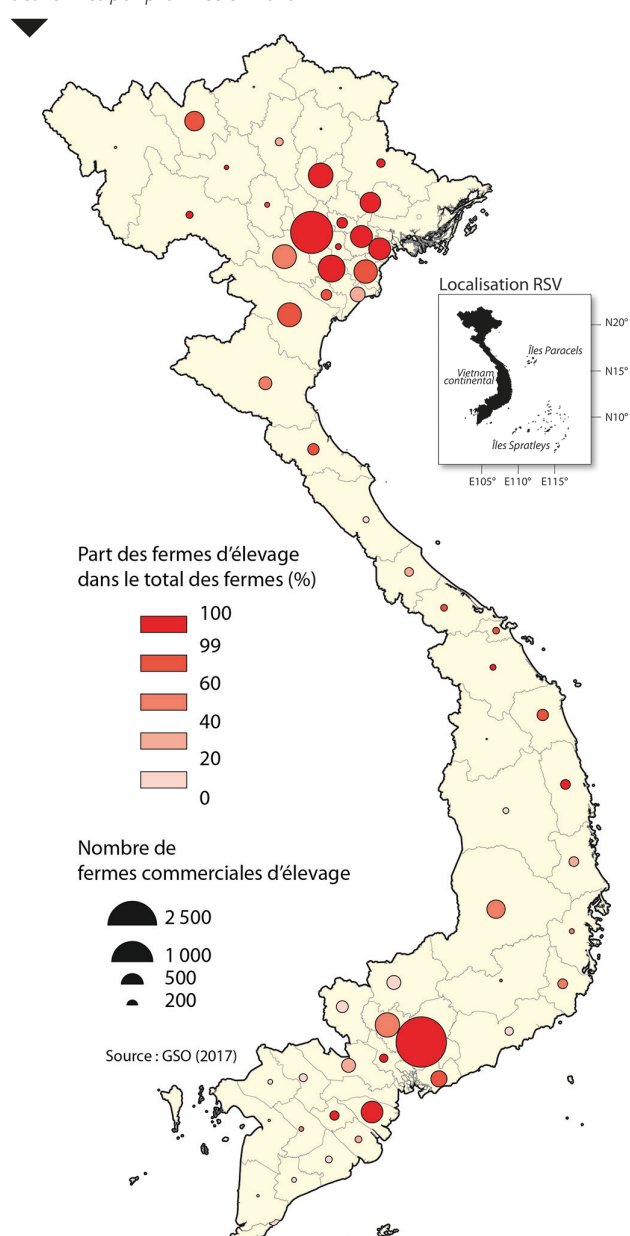 Localisation RSV
N20°
Îles Paracels
Vietnam
continental
N15°
N10°
Îles Spratleys
E105° E110° E115°
Part des fermes d’élevage
dans le total des fermes (%)
100
99
60
40
20
0
Nombre de
fermes commerciales d’élevage
2 500
1 000
500
200
Source : GSO (2017)